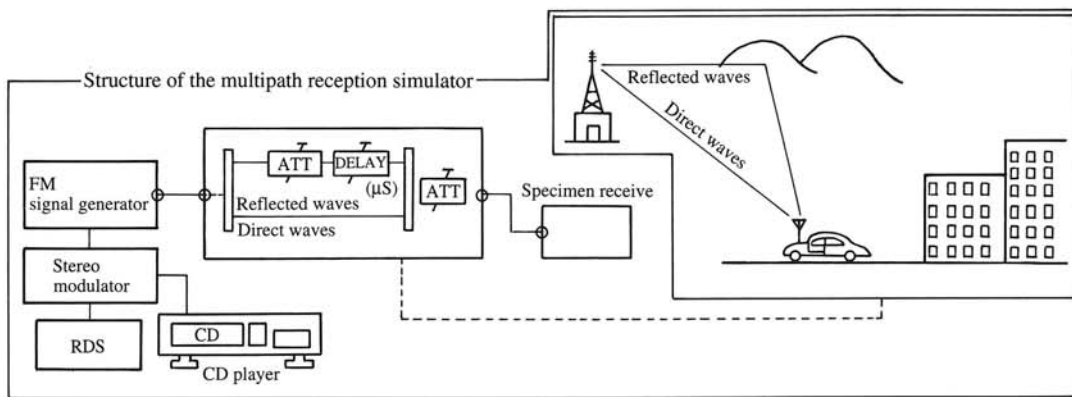 Structure of the multipath reception simulator
FM
signal generator
ATT
DELAY
(μS)
ATT
Reflected waves
Direct waves
Specimen receive
Stereo
modulator
RDS
CD
CD player
Reflected waves
Direct waves